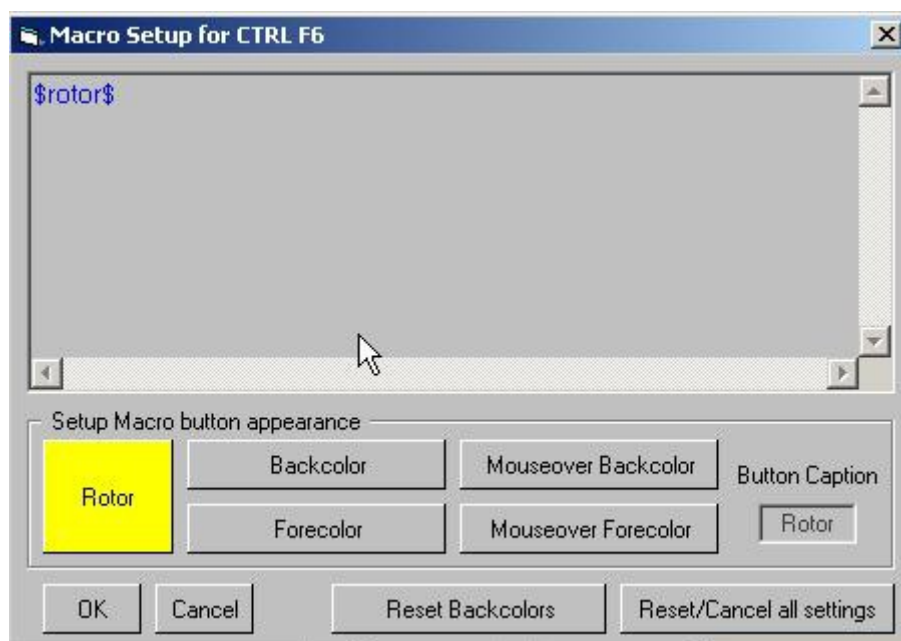 Macro Setup for CTRL F6
$rotor$
Setup Macro button appearance
Rotor
Backcolor
Mouseover Backcolor
Button Caption
Forecolor
Mouseover Forecolor
Rotor
OK
Cancel
Reset Backcolors
Reset/Cancel all settings